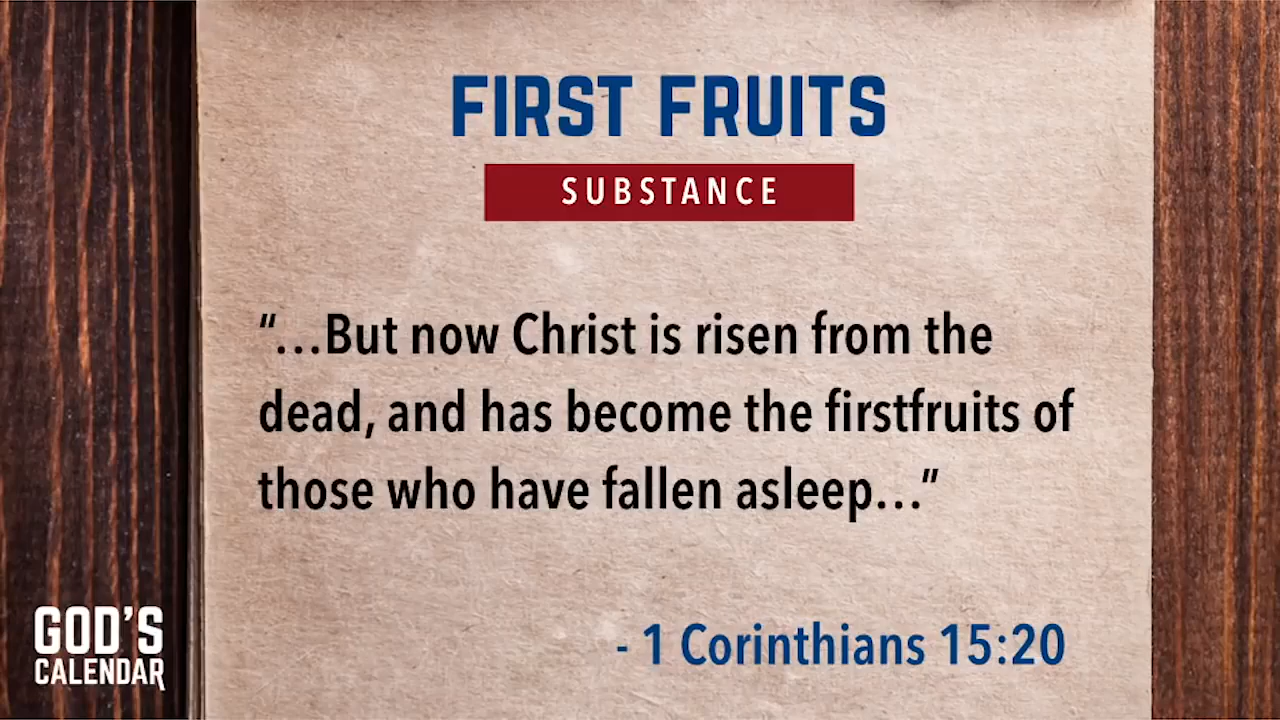 FIRST FRUITS
SUBSTANCE
“...But now Christ is risen from the
dead, and has become the firstfruits of
those who have fallen asleep...”
- 1 Corinthians 15:20
GOD'S
CALENDAR